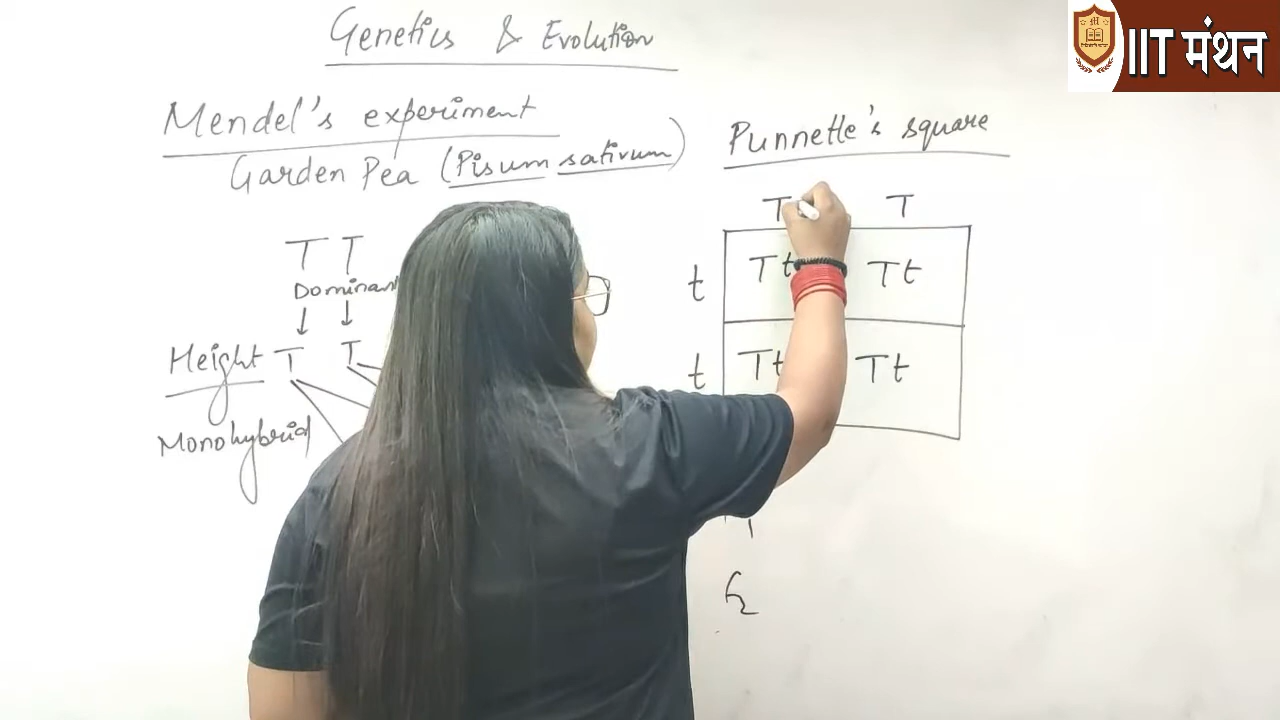 Genetics & Evolution
IIT मंथन
Mendel's experiment
Garden Pea (Pisum sativum)
Punnette's square
T T
T T
Dominant
t Tt Tt
Height T T
t Tt Tt
Monohybrid
F2